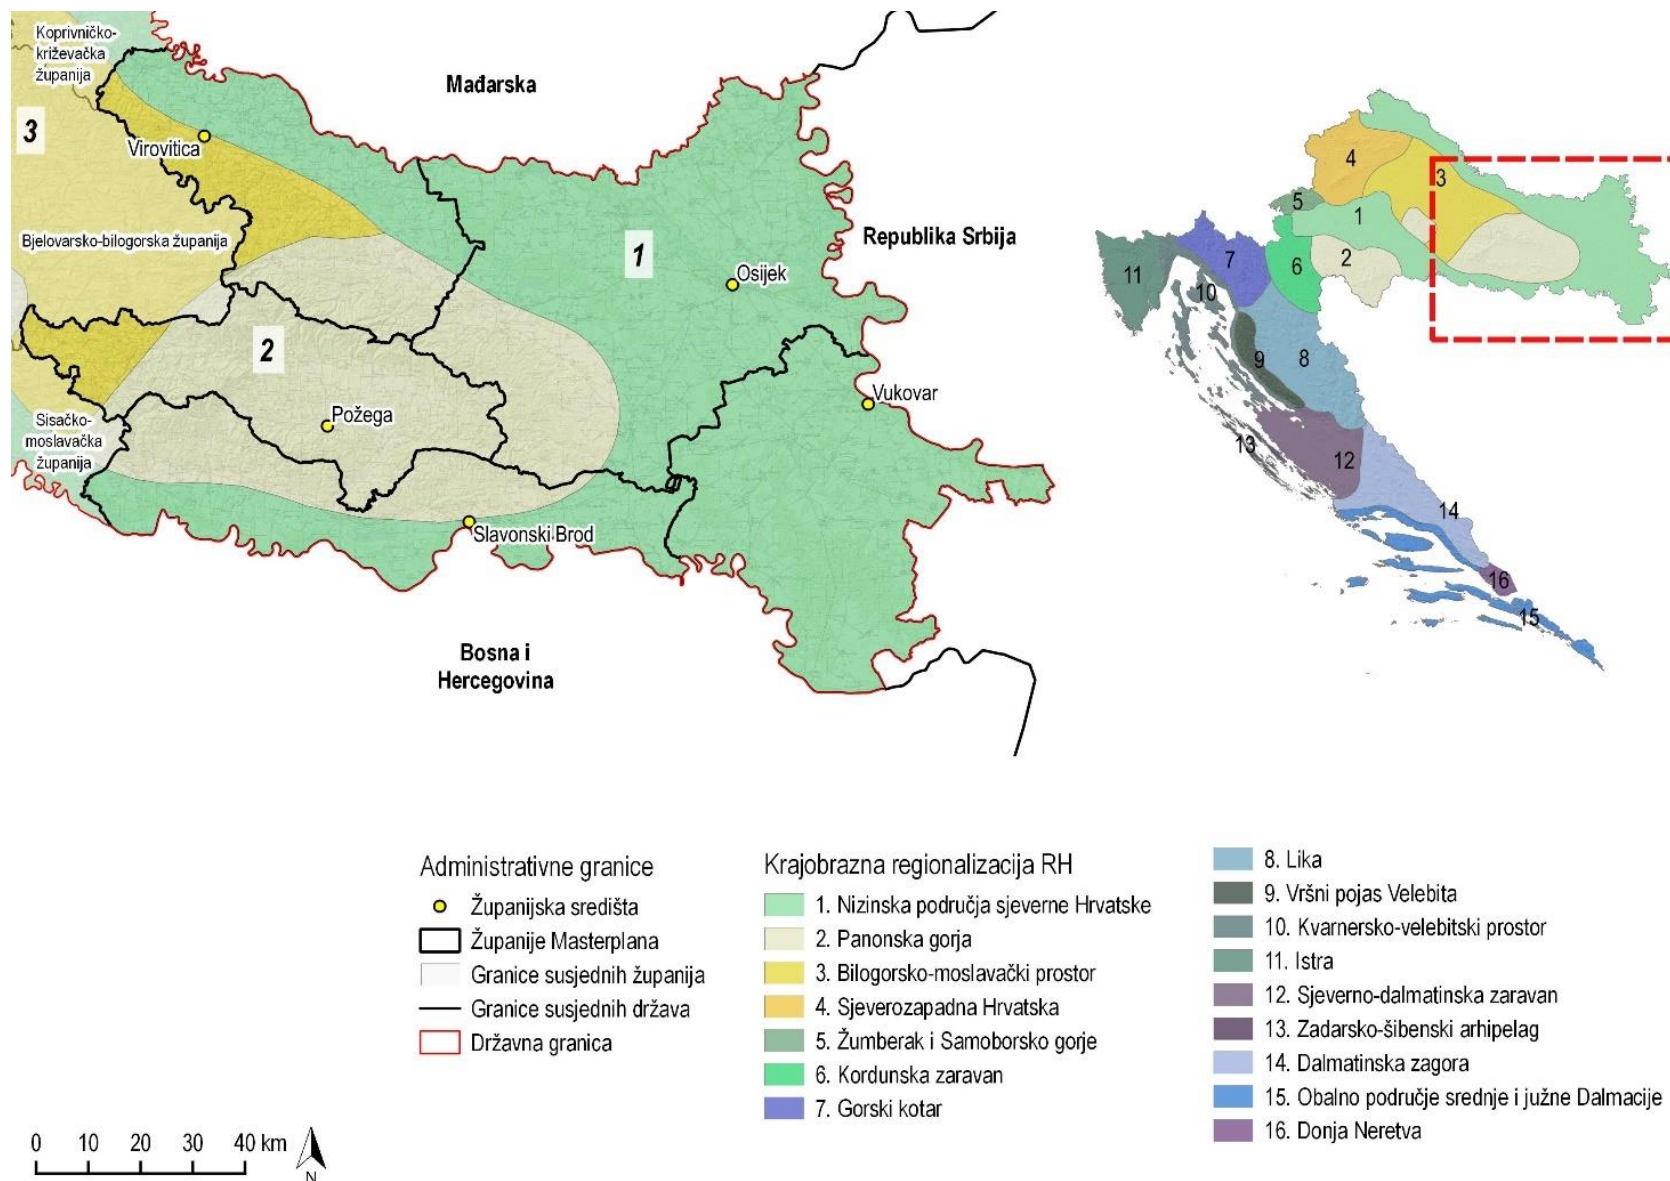 Koprivničko-
križevačka
županija
Mađarska
3
Virovitica
Bjelovarsko-bilogorska županija
1
Republika Srbija
Osijek
2
Vukovar
Požega
Sisačko-
moslavačka
županija
Slavonski Brod
Bosna i
Hercegovina
4
3
5
1
2
6
7
11
10
9
8
13
12
14
16
15
Administrativne granice
Županijska središta
Županije Masterplana
Granice susjednih županija
Granice susjednih država
Državna granica
Krajobrazna regionalizacija RH
1. Nizinska područja sjeverne Hrvatske
2. Panonska gorja
3. Bilogorsko-moslavački prostor
4. Sjeverozapadna Hrvatska
5. Žumberak i Samoborsko gorje
6. Kordunska zaravan
7. Gorski kotar
8. Lika
9. Vršni pojas Velebita
10. Kvarnersko-velebitski prostor
11. Istra
12. Sjeverno-dalmatinska zaravan
13. Zadarsko-šibenski arhipelag
14. Dalmatinska zagora
15. Obalno područje srednje i južne Dalmacije
16. Donja Neretva
0 10 20 30 40 km
N